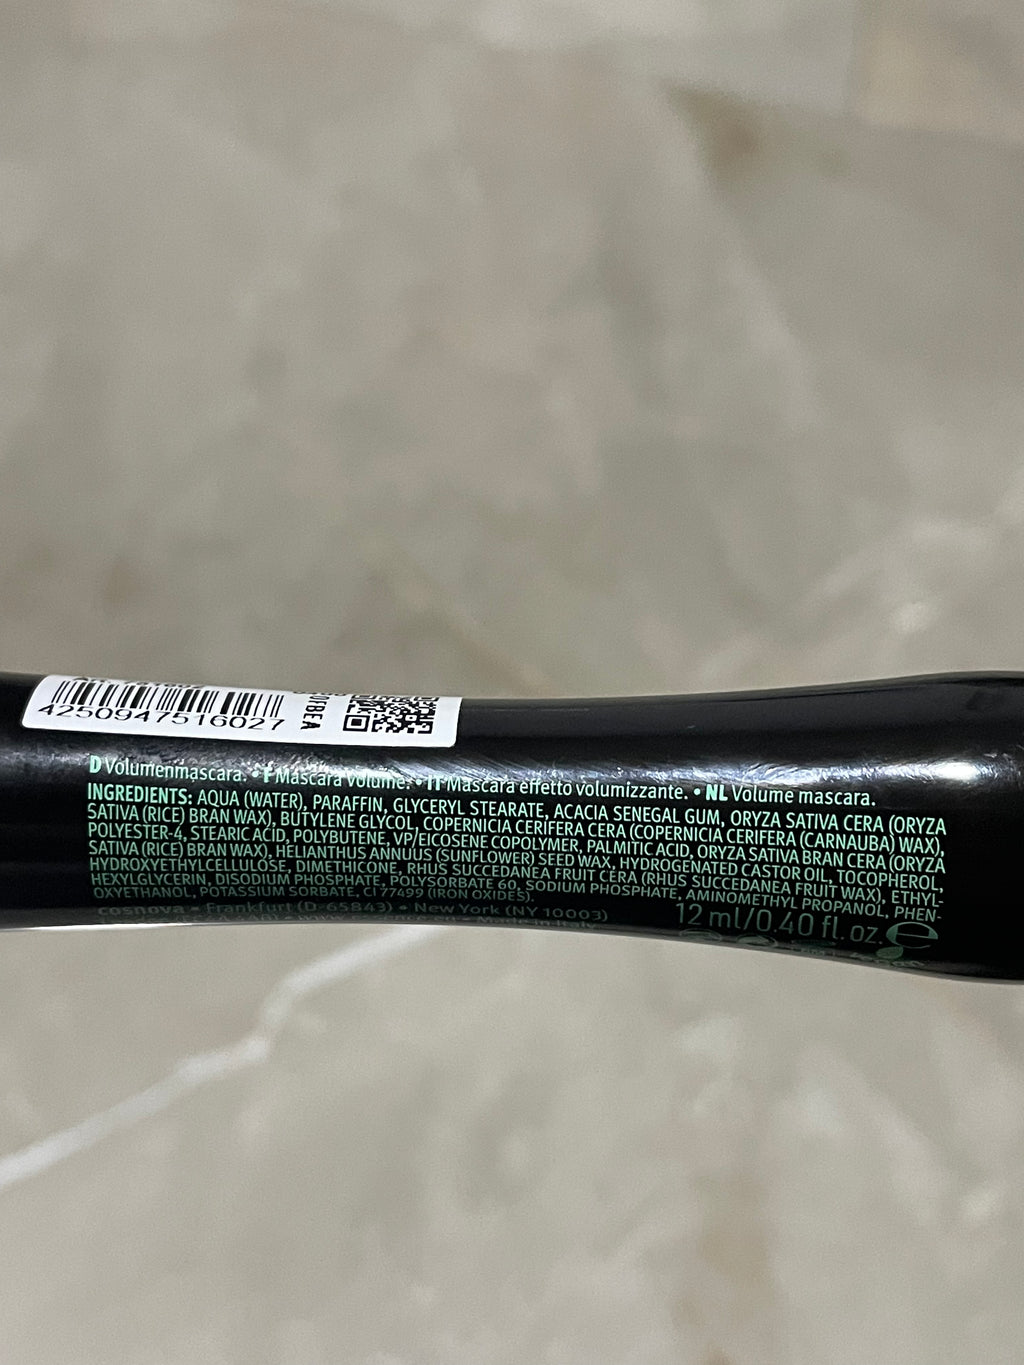 4250947516027
01BEA
D Volumenmascara. • F Mascara volume. • IT Mascara effetto volumizzante. • NL Volume mascara.
INGREDIENTS: AQUA (WATER), PARAFFIN, GLYCERYL STEARATE, ACACIA SENEGAL GUM, ORYZA SATIVA CERA (ORYZA
SATIVA (RICE) BRAN WAX), BUTYLENE GLYCOL, COPERNICIA CERIFERA CERA (COPERNICIA CERIFERA (CARNAUBA) WAX),
POLYESTER-4, STEARIC ACID, POLYBUTENE, VP/EICOSENE COPOLYMER, PALMITIC ACID, ORYZA SATIVA BRAN CERA (ORYZA
SATIVA (RICE) BRAN WAX), HELIANTHUS ANNUUS (SUNFLOWER) SEED WAX, HYDROGENATED CASTOR OIL, TOCOPHEROL,
HYDROXYETHYLCELLULOSE, DIMETHICONE, RHUS SUCCEDANEA FRUIT CERA (RHUS SUCCEDANEA FRUIT WAX), ETHYL-
HEXYLGLYCERIN, DISODIUM PHOSPHATE, POLYSORBATE 60, SODIUM PHOSPHATE, AMINOMETHYL PROPANOL, PHEN-
OXYETHANOL, POTASSIUM SORBATE, CI 77499 (IRON OXIDES).
cosnova • Frankfurt (D-65843) • New York (NY 10003)
Made in Italy
12 ml/0.40 fl. oz. e